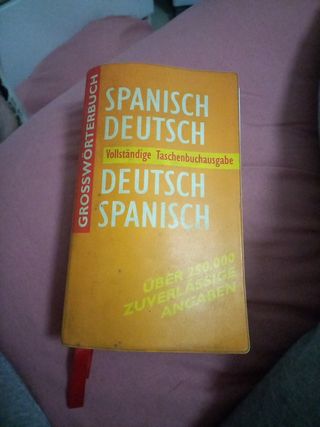 GROSSWÖRTERBUCH
SPANISCH
DEUTSCH
Vollständige Taschenbuchausgabe
DEUTSCH
SPANISCH
ÜBER 250.000
ZUVERLÄSSIGE
ANGABEN